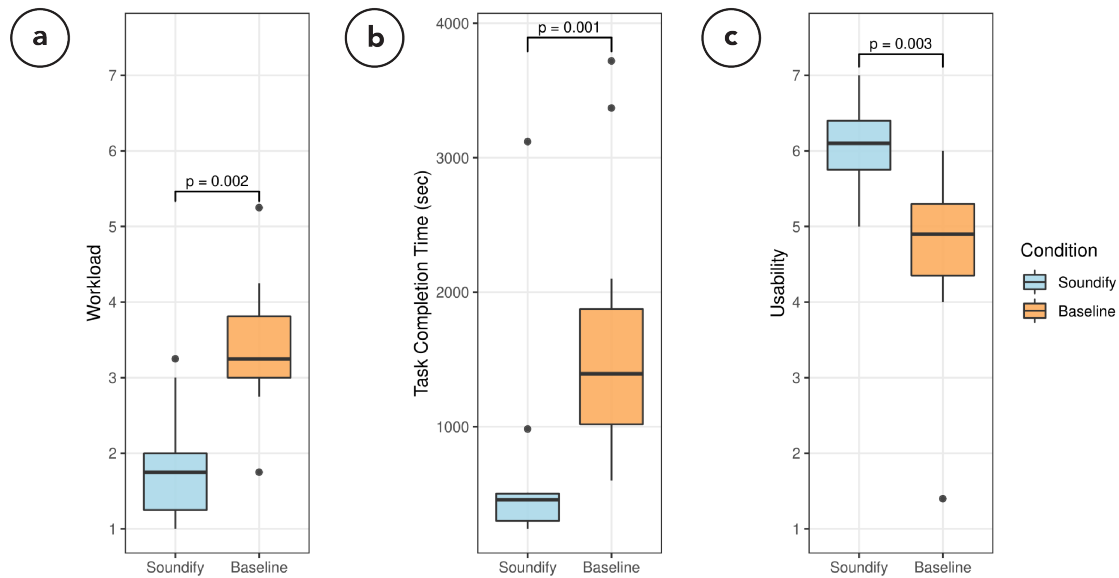 a
Workload
7
6
5
4
3
2
1
p = 0.002
Soundify Baseline
b
Task Completion Time (sec)
4000
3000
2000
1000
p = 0.001
Soundify Baseline
c
Usability
7
6
5
4
3
2
1
p = 0.003
Soundify Baseline
Condition
Soundify
Baseline